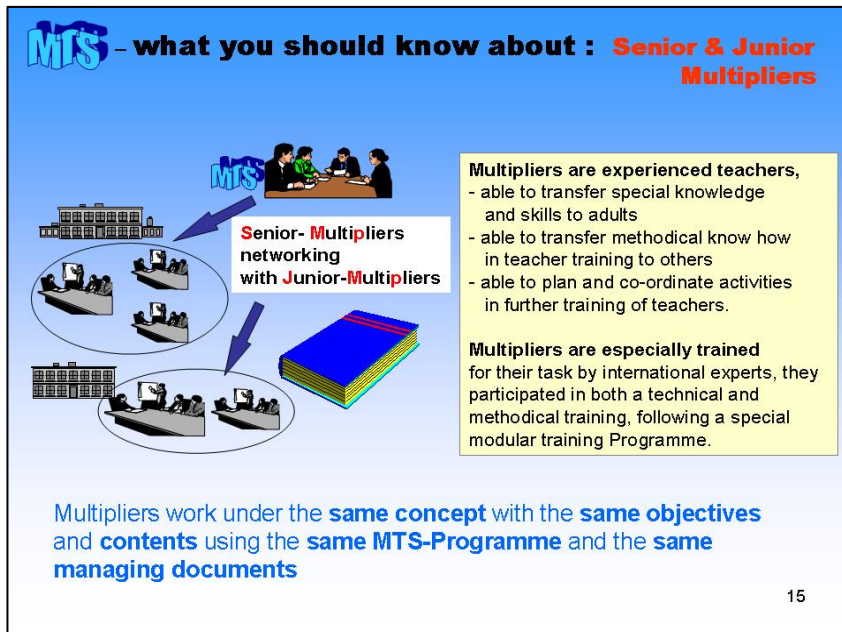 MTS – what you should know about : Senior & Junior
Multipliers
MTS
Senior- Multipliers
networking
with Junior-Multipliers
Multipliers are experienced teachers,
- able to transfer special knowledge
and skills to adults
- able to transfer methodical know how
in teacher training to others
- able to plan and co-ordinate activities
in further training of teachers.
Multipliers are especially trained
for their task by international experts, they
participated in both a technical and
methodical training, following a special
modular training Programme.
Multipliers work under the same concept with the same objectives
and contents using the same MTS-Programme and the same
managing documents
15